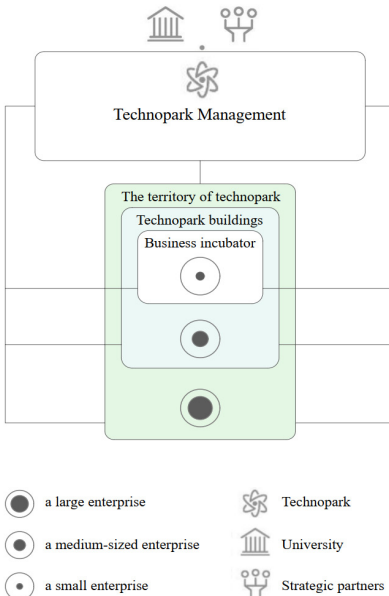 Technopark Management
The territory of technopark
Technopark buildings
Business incubator
a large enterprise
Technopark
a medium-sized enterprise
University
a small enterprise
Strategic partners